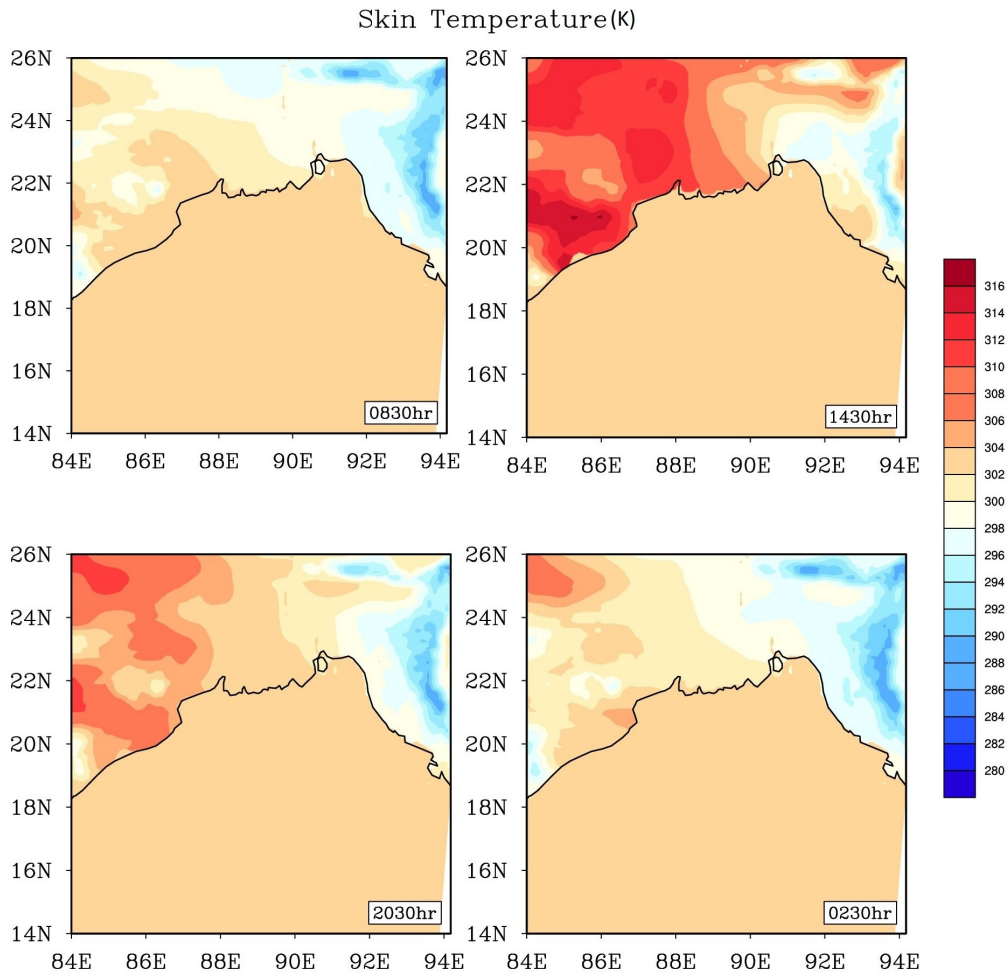 Skin Temperature(K)
26N
24N
22N
20N
18N
16N
14N
84E 86E 88E 90E 92E 94E
0830hr
26N
24N
22N
20N
18N
16N
14N
84E 86E 88E 90E 92E 94E
1430hr
316
314
312
310
308
306
304
302
300
298
296
294
292
290
288
286
284
282
280
26N
24N
22N
20N
18N
16N
14N
84E 86E 88E 90E 92E 94E
2030hr
26N
24N
22N
20N
18N
16N
14N
84E 86E 88E 90E 92E 94E
0230hr